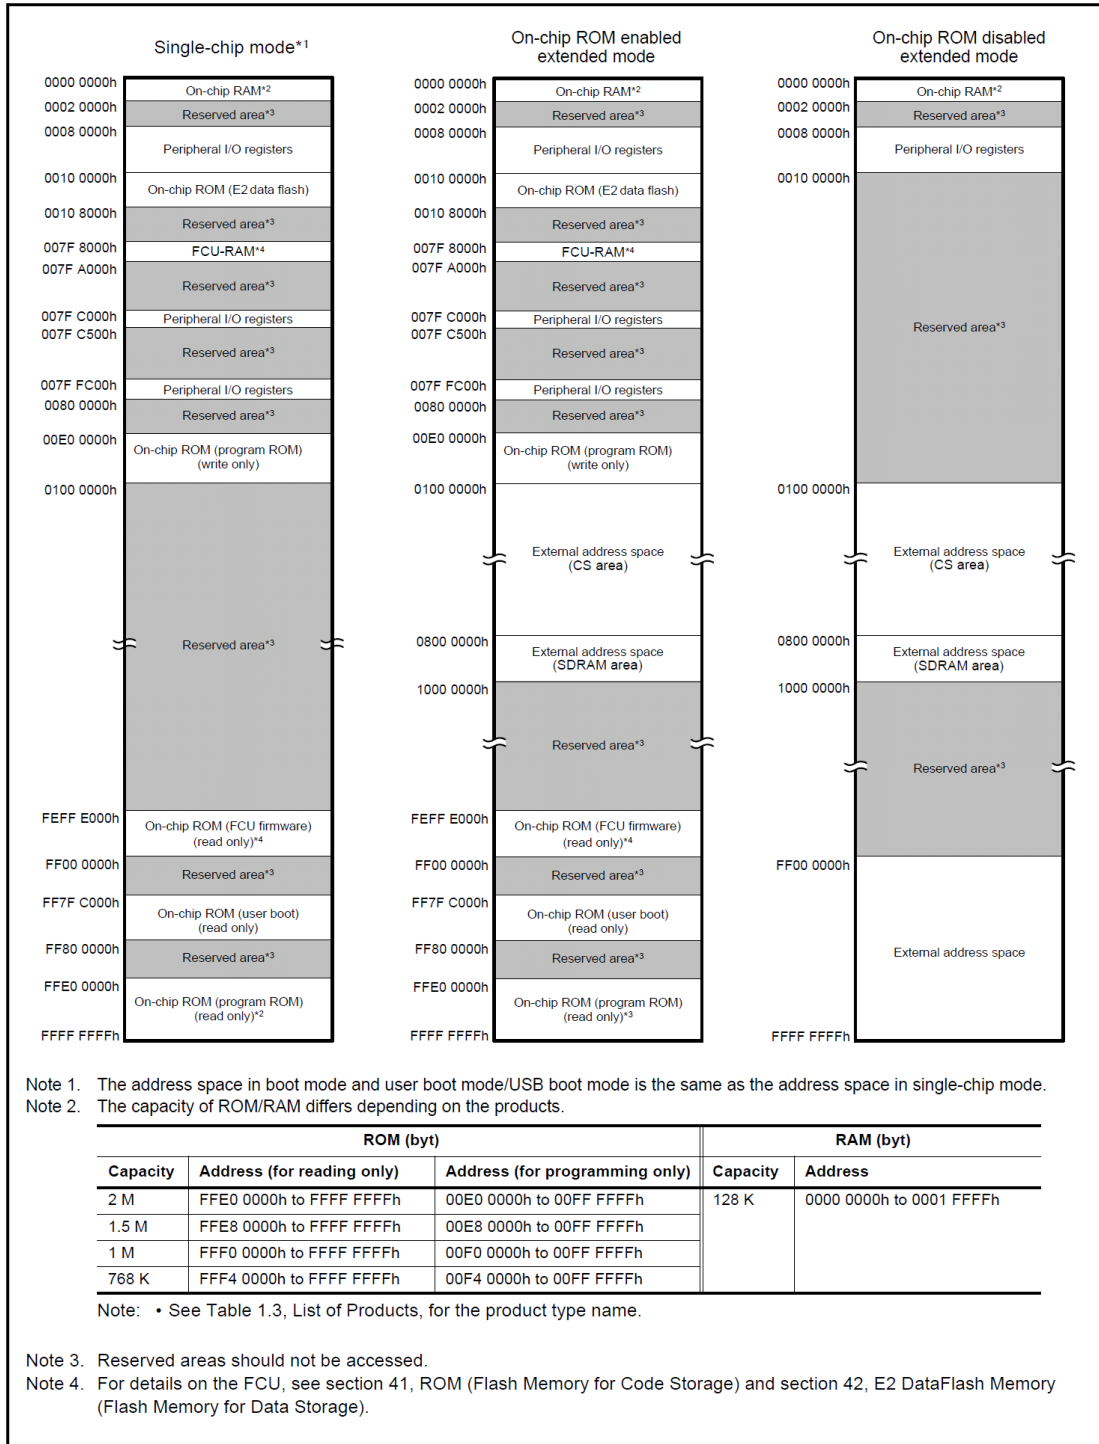 Single-chip mode*1
0000 0000h
On-chip RAM*2
0002 0000h
Reserved area*3
0008 0000h
Peripheral I/O registers
0010 0000h
On-chip ROM (E2 data flash)
0010 8000h
Reserved area*3
007F 8000h
FCU-RAM*4
007F A000h
Reserved area*3
007F C000h
Peripheral I/O registers
007F C500h
Reserved area*3
007F FC00h
Peripheral I/O registers
0080 0000h
Reserved area*3
00E0 0000h
On-chip ROM (program ROM)
(write only)
0100 0000h
Reserved area*3
FEFF E000h
On-chip ROM (FCU firmware)
(read only)*4
FF00 0000h
Reserved area*3
FF7F C000h
On-chip ROM (user boot)
(read only)
FF80 0000h
Reserved area*3
FFE0 0000h
On-chip ROM (program ROM)
(read only)*2
FFFF FFFFh
On-chip ROM enabled
extended mode
0000 0000h
On-chip RAM*2
0002 0000h
Reserved area*3
0008 0000h
Peripheral I/O registers
0010 0000h
On-chip ROM (E2 data flash)
0010 8000h
Reserved area*3
007F 8000h
FCU-RAM*4
007F A000h
Reserved area*3
007F C000h
Peripheral I/O registers
007F C500h
Reserved area*3
007F FC00h
Peripheral I/O registers
0080 0000h
Reserved area*3
00E0 0000h
On-chip ROM (program ROM)
(write only)
0100 0000h
External address space
(CS area)
0800 0000h
External address space
(SDRAM area)
1000 0000h
Reserved area*3
FEFF E000h
On-chip ROM (FCU firmware)
(read only)*4
FF00 0000h
Reserved area*3
FF7F C000h
On-chip ROM (user boot)
(read only)
FF80 0000h
Reserved area*3
FFE0 0000h
On-chip ROM (program ROM)
(read only)*3
FFFF FFFFh
On-chip ROM disabled
extended mode
0000 0000h
On-chip RAM*2
0002 0000h
Reserved area*3
0008 0000h
Peripheral I/O registers
0010 0000h
Reserved area*3
0100 0000h
External address space
(CS area)
0800 0000h
External address space
(SDRAM area)
1000 0000h
Reserved area*3
FF00 0000h
External address space
FFFF FFFFh
Note 1. The address space in boot mode and user boot mode/USB boot mode is the same as the address space in single-chip mode.
Note 2. The capacity of ROM/RAM differs depending on the products.
ROM (byt) RAM (byt)
Capacity Address (for reading only) Address (for programming only) Capacity Address
2 M FFE0 0000h to FFFF FFFFh 00E0 0000h to 00FF FFFFh 128 K 0000 0000h to 0001 FFFFh
1.5 M FFE8 0000h to FFFF FFFFh 00E8 0000h to 00FF FFFFh
1 M FFF0 0000h to FFFF FFFFh 00F0 0000h to 00FF FFFFh
768 K FFF4 0000h to FFFF FFFFh 00F4 0000h to 00FF FFFFh
Note: • See Table 1.3, List of Products, for the product type name.
Note 3. Reserved areas should not be accessed.
Note 4. For details on the FCU, see section 41, ROM (Flash Memory for Code Storage) and section 42, E2 DataFlash Memory
(Flash Memory for Data Storage).